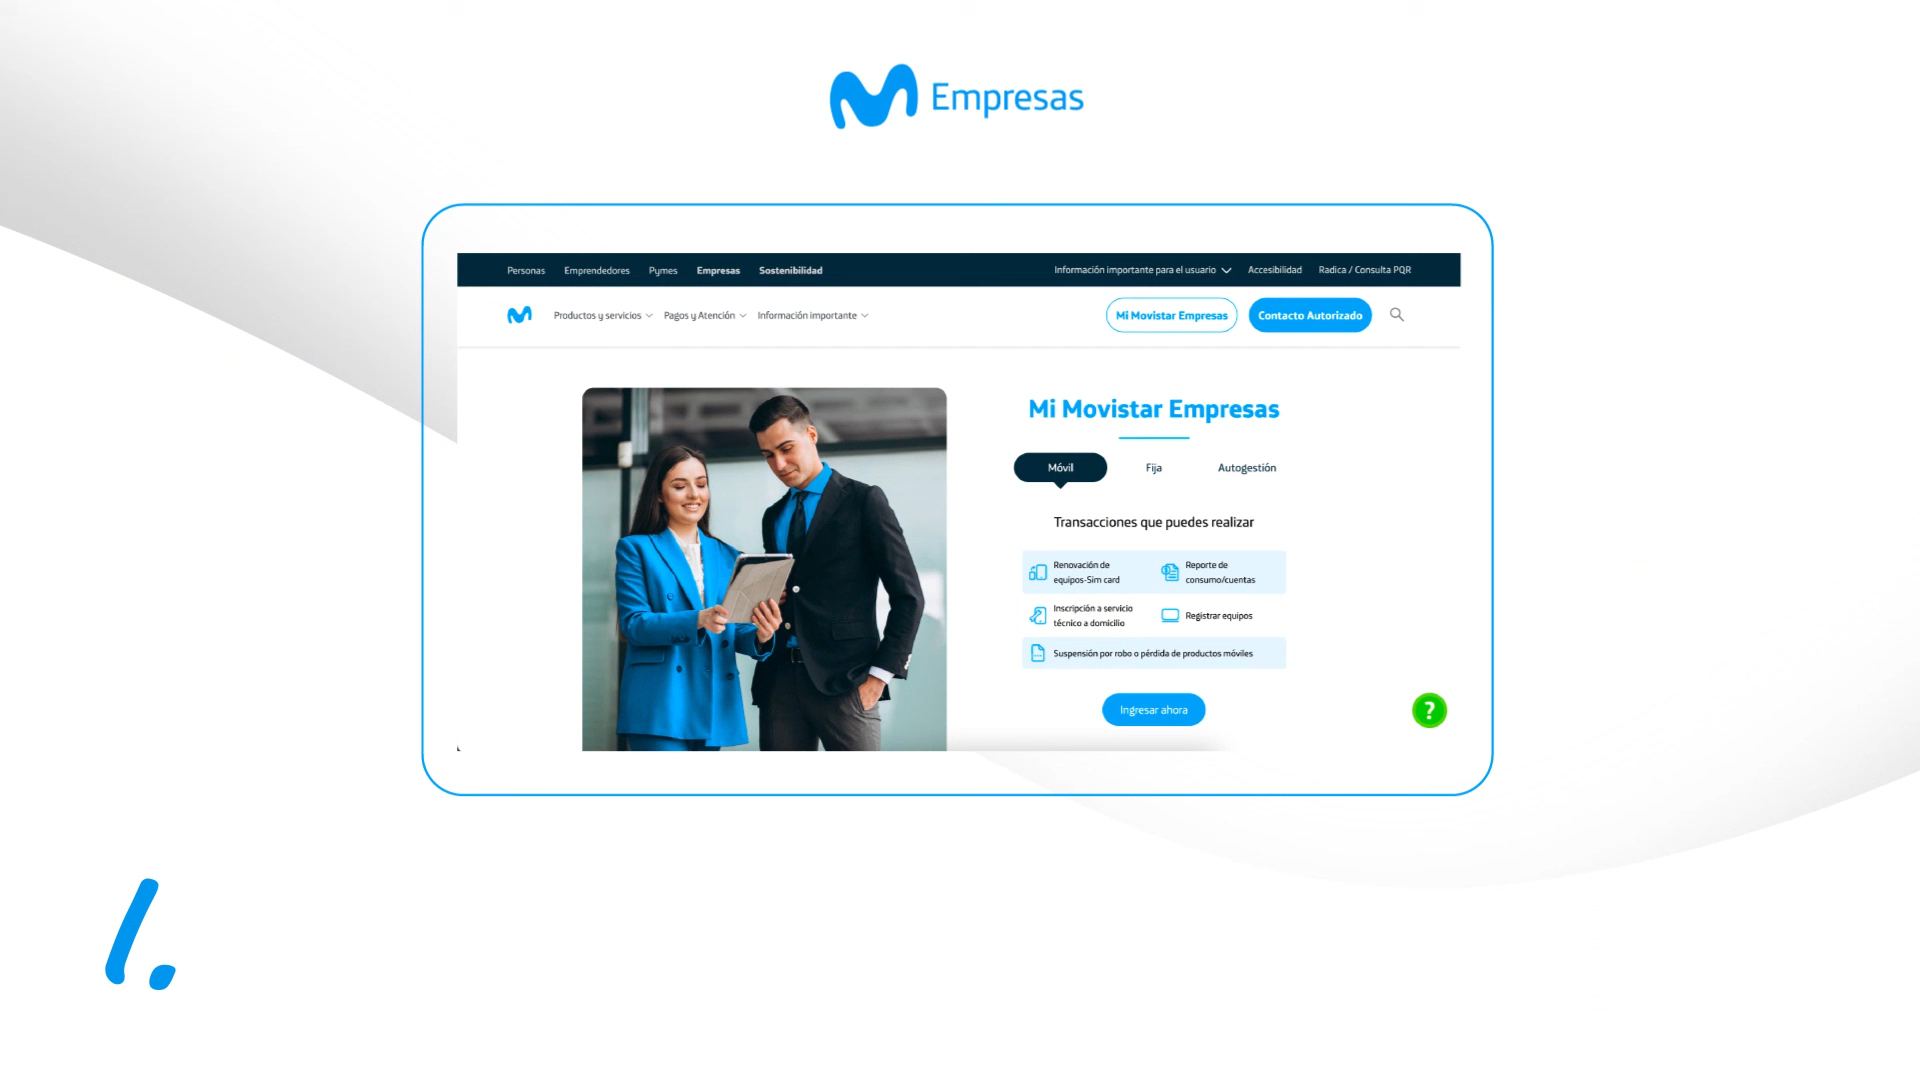 Empresas
Personas Emprendedores Pymes Empresas Sostenibilidad Información importante para el usuario Accesibilidad Radica / Consulta PQR
Productos y servicios Pagos y Atención Información importante Mi Movistar Empresas Contacto Autorizado
Mi Movistar Empresas
Móvil Fija Autogestión
Transacciones que puedes realizar
Renovación de
equipos-Sim card
Reporte de
consumo/cuentas
Inscripción a servicio
técnico a domicilio
Registrar equipos
Suspensión por robo o pérdida de productos móviles
Ingresar ahora
?